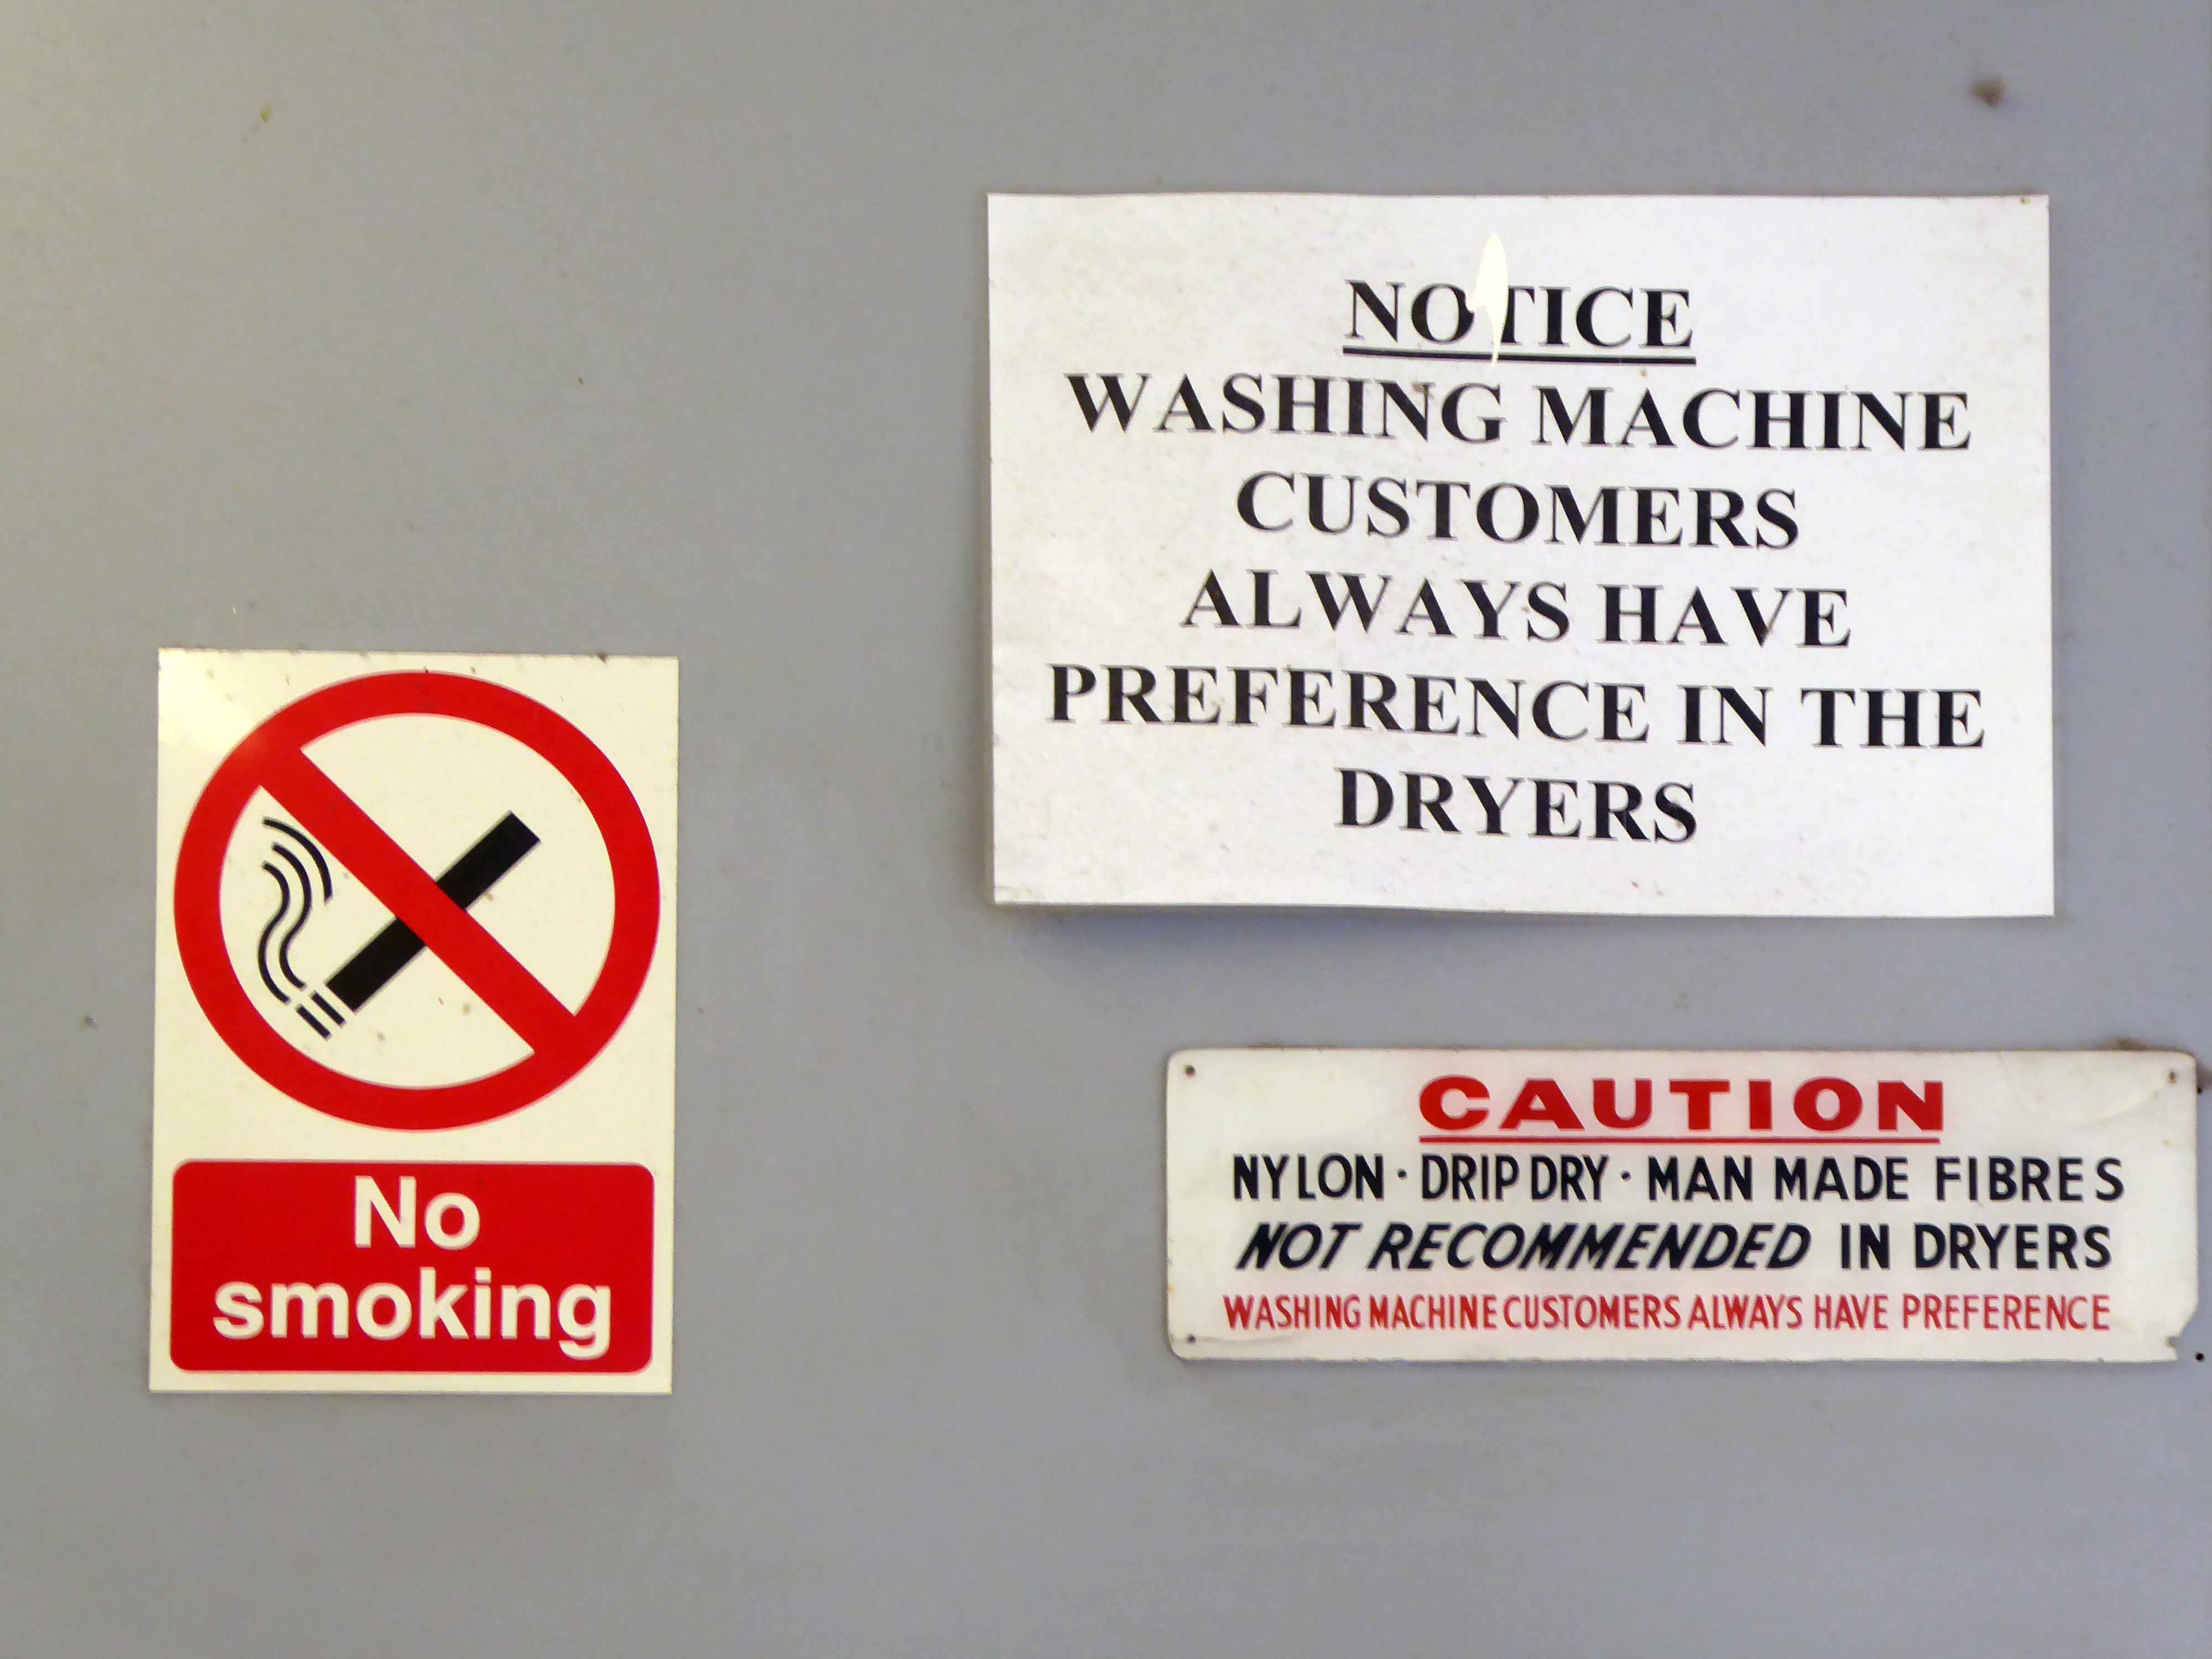 NOTICE
WASHING MACHINE
CUSTOMERS
ALWAYS HAVE
PREFERENCE IN THE
DRYERS
No
smoking
CAUTION
NYLON · DRIP DRY · MAN MADE FIBRES
NOT RECOMMENDED IN DRYERS
WASHING MACHINE CUSTOMERS ALWAYS HAVE PREFERENCE